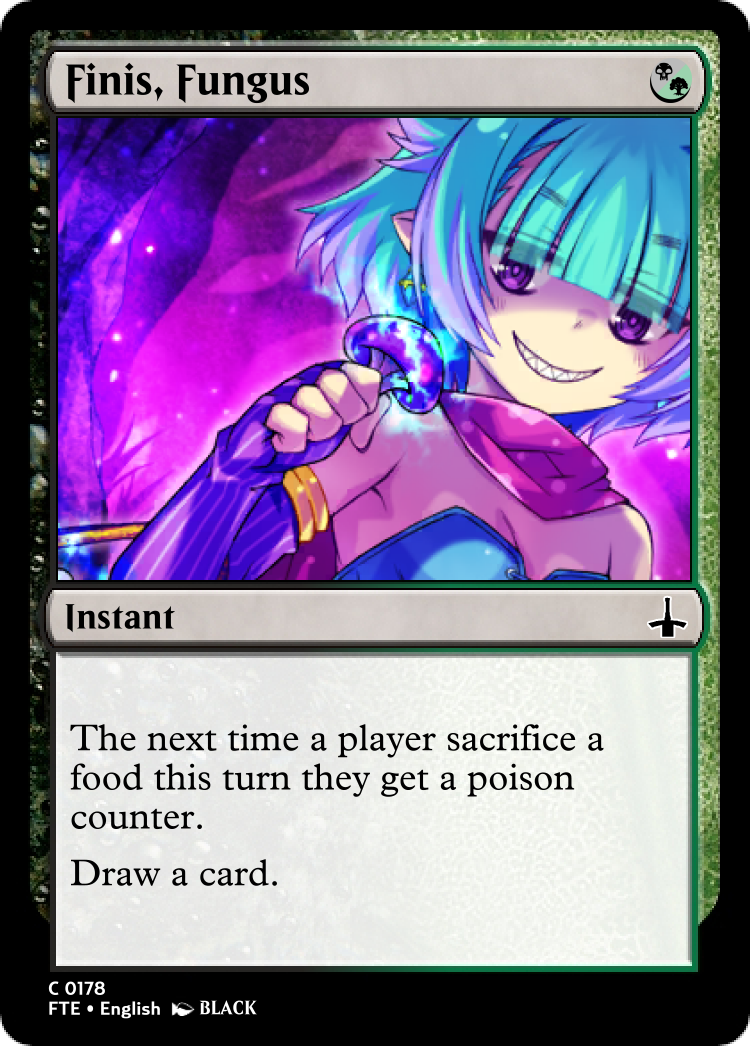 Finis, Fungus
Instant
The next time a player sacrifice a
food this turn they get a poison
counter.
Draw a card.
C 0178
FTE • English BLACK